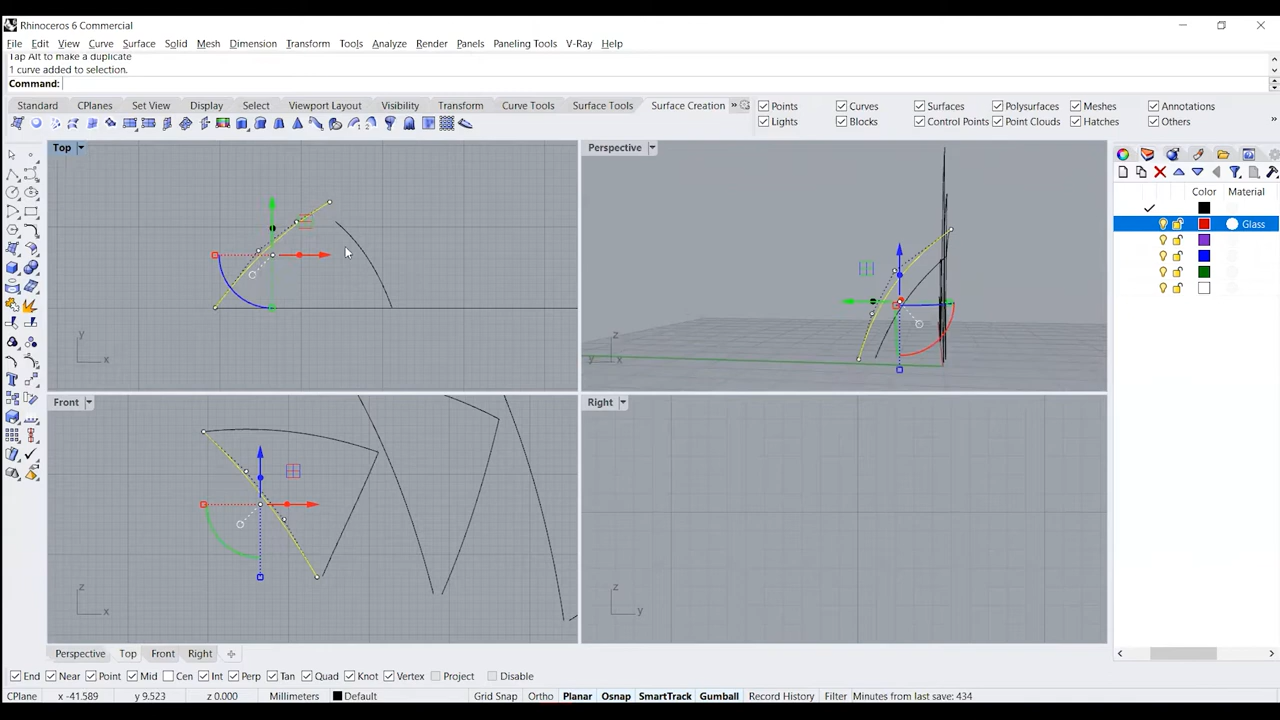 Rhinoceros 6 Commercial
File Edit View Curve Surface Solid Mesh Dimension Transform Tools Analyze Render Panels Paneling Tools V-Ray Help
Tap Alt to make a duplicate
1 curve added to selection.
Command:
Standard CPlanes Set View Display Select Viewport Layout Visibility Transform Curve Tools Surface Tools Surface Creation »
Points Curves Surfaces Polysurfaces Meshes Annotations
Lights Blocks Control Points Point Clouds Hatches Others »
Top
Perspective
Color Material
Glass
y x
z y x
Front
Right
z x
z y
Perspective Top Front Right
End Near Point Mid Cen Int Perp Tan Quad Knot Vertex Project Disable
CPlane x -41.589 y 9.523 z 0.000 Millimeters Default Grid Snap Ortho Planar Osnap SmartTrack Gumball Record History Filter Minutes from last save: 434